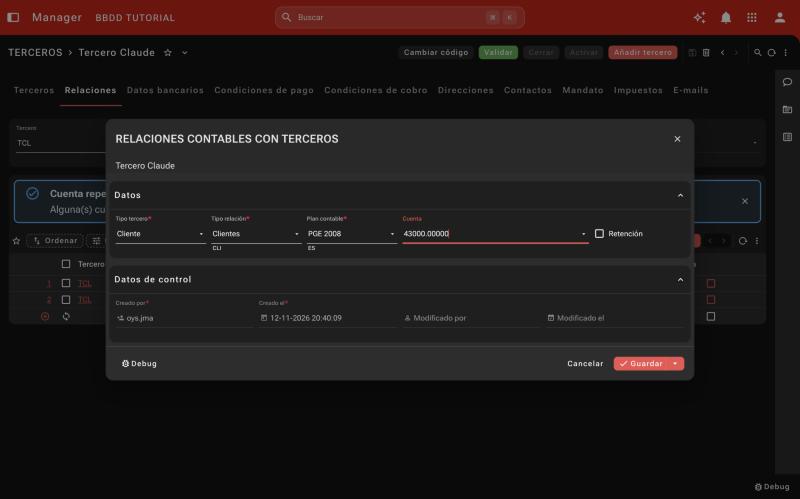 Manager BBDD TUTORIAL Buscar ⌘ K
TERCEROS > Tercero Claude Cambiar código Validar Cerrar Activar Añadir tercero
Terceros Relaciones Datos bancarios Condiciones de pago Condiciones de cobro Direcciones Contactos Mandato Impuestos E-mails
Tercero
TCL
RELACIONES CONTABLES CON TERCEROS
Tercero Claude
Cuenta repe
Alguna(s) cu
Datos
Tipo tercero* Tipo relación* Plan contable* Cuenta
Cliente Clientes PGE 2008 43000.00000 Retención
CLI ES
Ordenar
Tercero
Datos de control
1 TCL
2 TCL
Creado por* Creado el*
oys.jma 12-11-2026 20:40:09 Modificado por Modificado el
Debug Cancelar Guardar
Debug